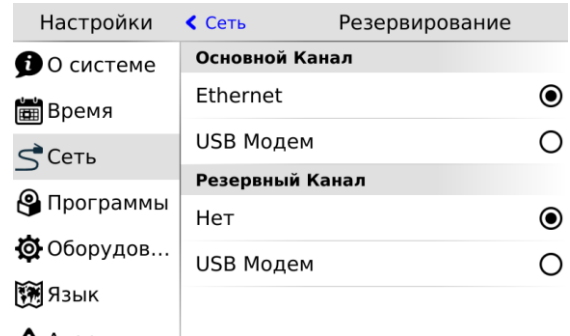 Настройки
Сеть
Резервирование
О системе
Время
Сеть
Программы
Оборудов...
Язык
Основной Канал
Ethernet
USB Модем
Резервный Канал
Нет
USB Модем